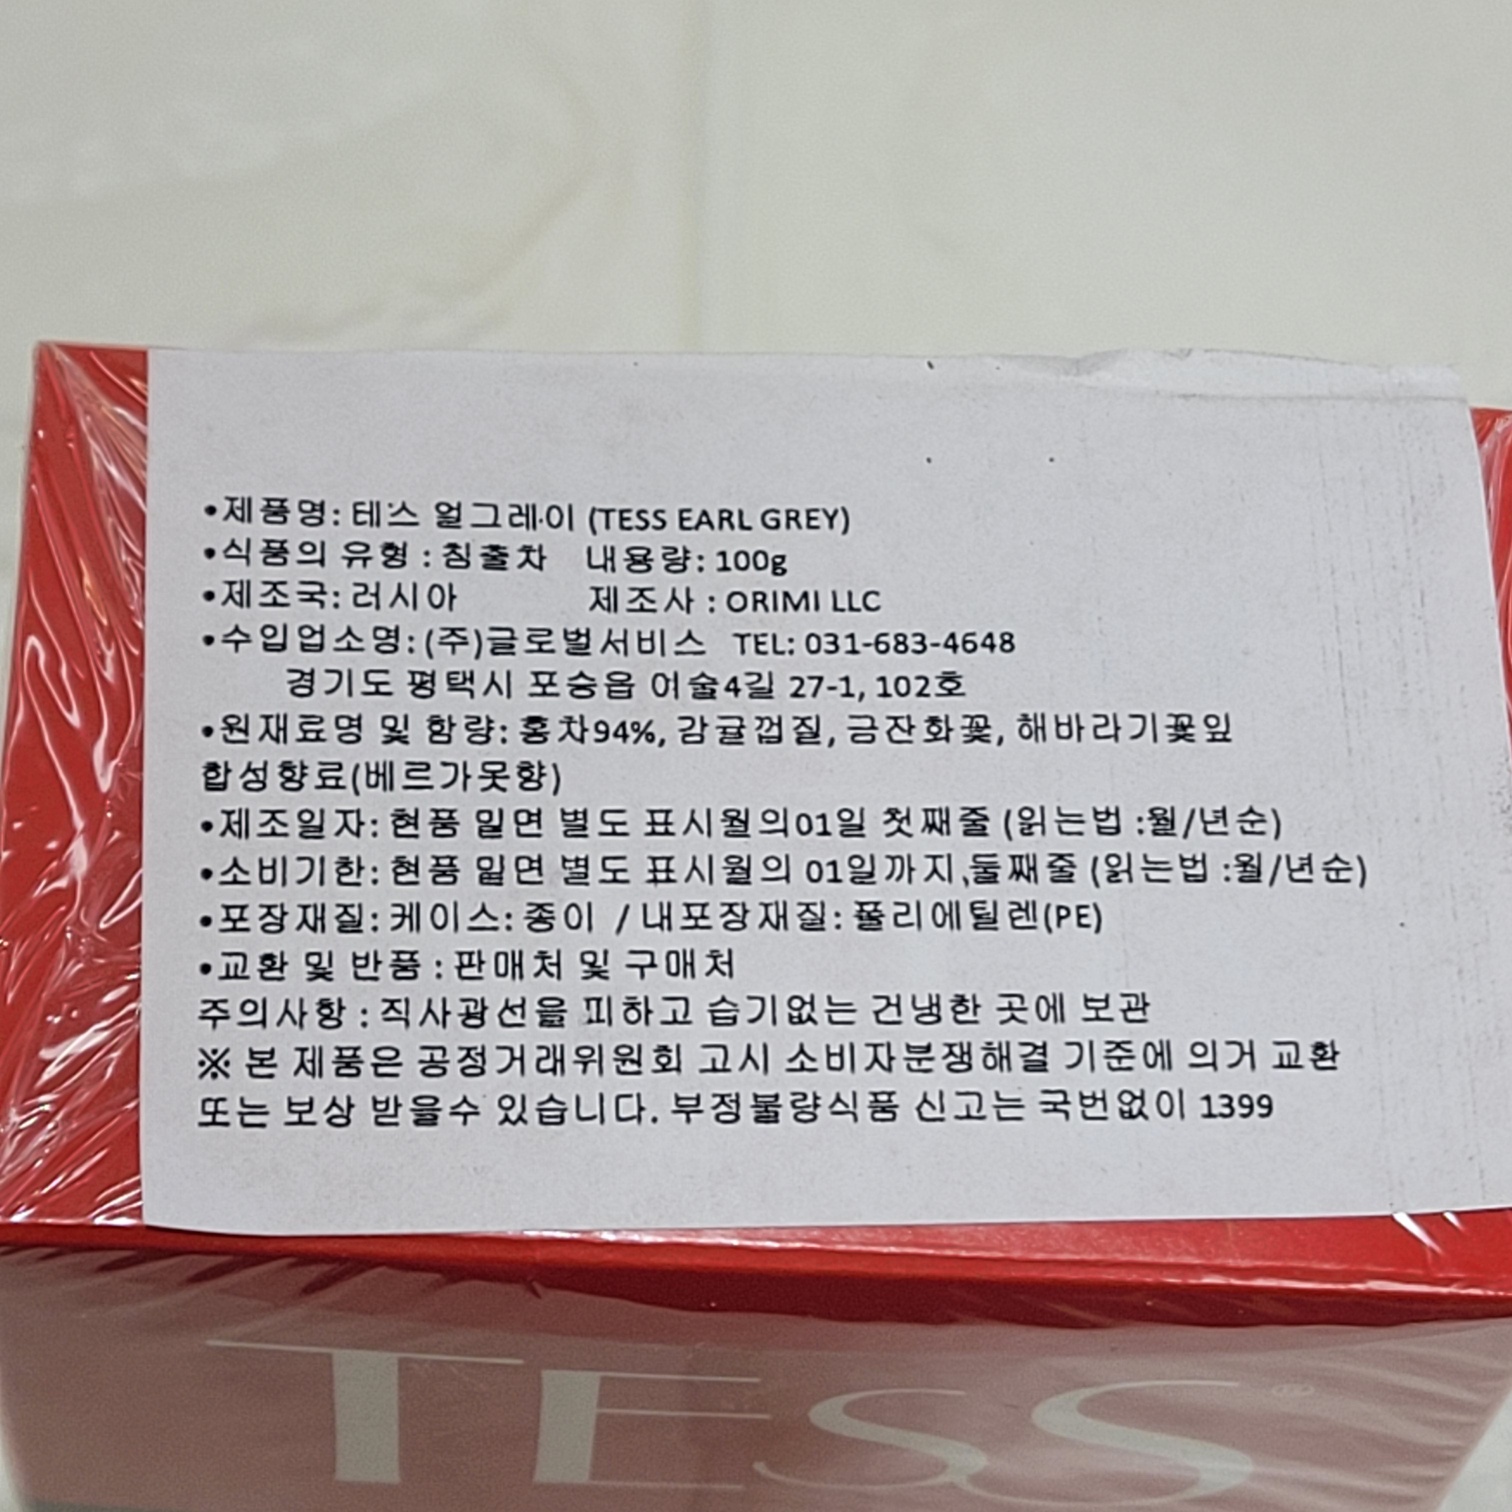 •제품명: 테스 얼그레이 (TESS EARL GREY)
•식품의 유형 : 침출차 내용량: 100g
•제조국: 러시아 제조사 : ORIMI LLC
•수입업소명: (주)글로벌서비스 TEL: 031-683-4648
경기도 평택시 포승읍 여술4길 27-1, 102호
•원재료명 및 함량: 홍차94%, 감귤껍질, 금잔화꽃, 해바라기꽃잎
합성향료(베르가못향)
•제조일자: 현품 밑면 별도 표시월의01일 첫째줄 (읽는법 :월/년순)
•소비기한: 현품 밑면 별도 표시월의 01일까지,둘째줄 (읽는법 :월/년순)
•포장재질: 케이스: 종이 / 내포장재질: 폴리에틸렌(PE)
•교환 및 반품 : 판매처 및 구매처
주의사항 : 직사광선을 피하고 습기없는 건냉한 곳에 보관
※ 본 제품은 공정거래위원회 고시 소비자분쟁해결 기준에 의거 교환
또는 보상 받을수 있습니다. 부정불량식품 신고는 국번없이 1399
TESS®